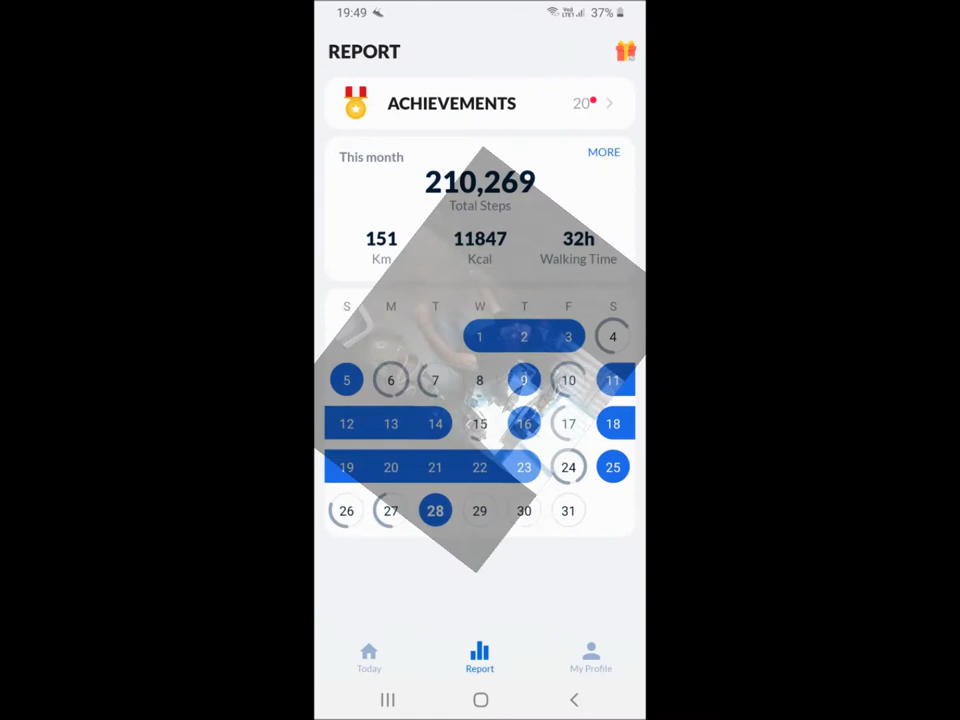 19:49 37%
REPORT
ACHIEVEMENTS 20
This month MORE
210,269
Total Steps
151 11847 32h
Km Kcal Walking Time
S M T W T F S
1 2 3 4
5 6 7 8 9 10 11
12 13 14 15 16 17 18
19 20 21 22 23 24 25
26 27 28 29 30 31
Today Report My Profile